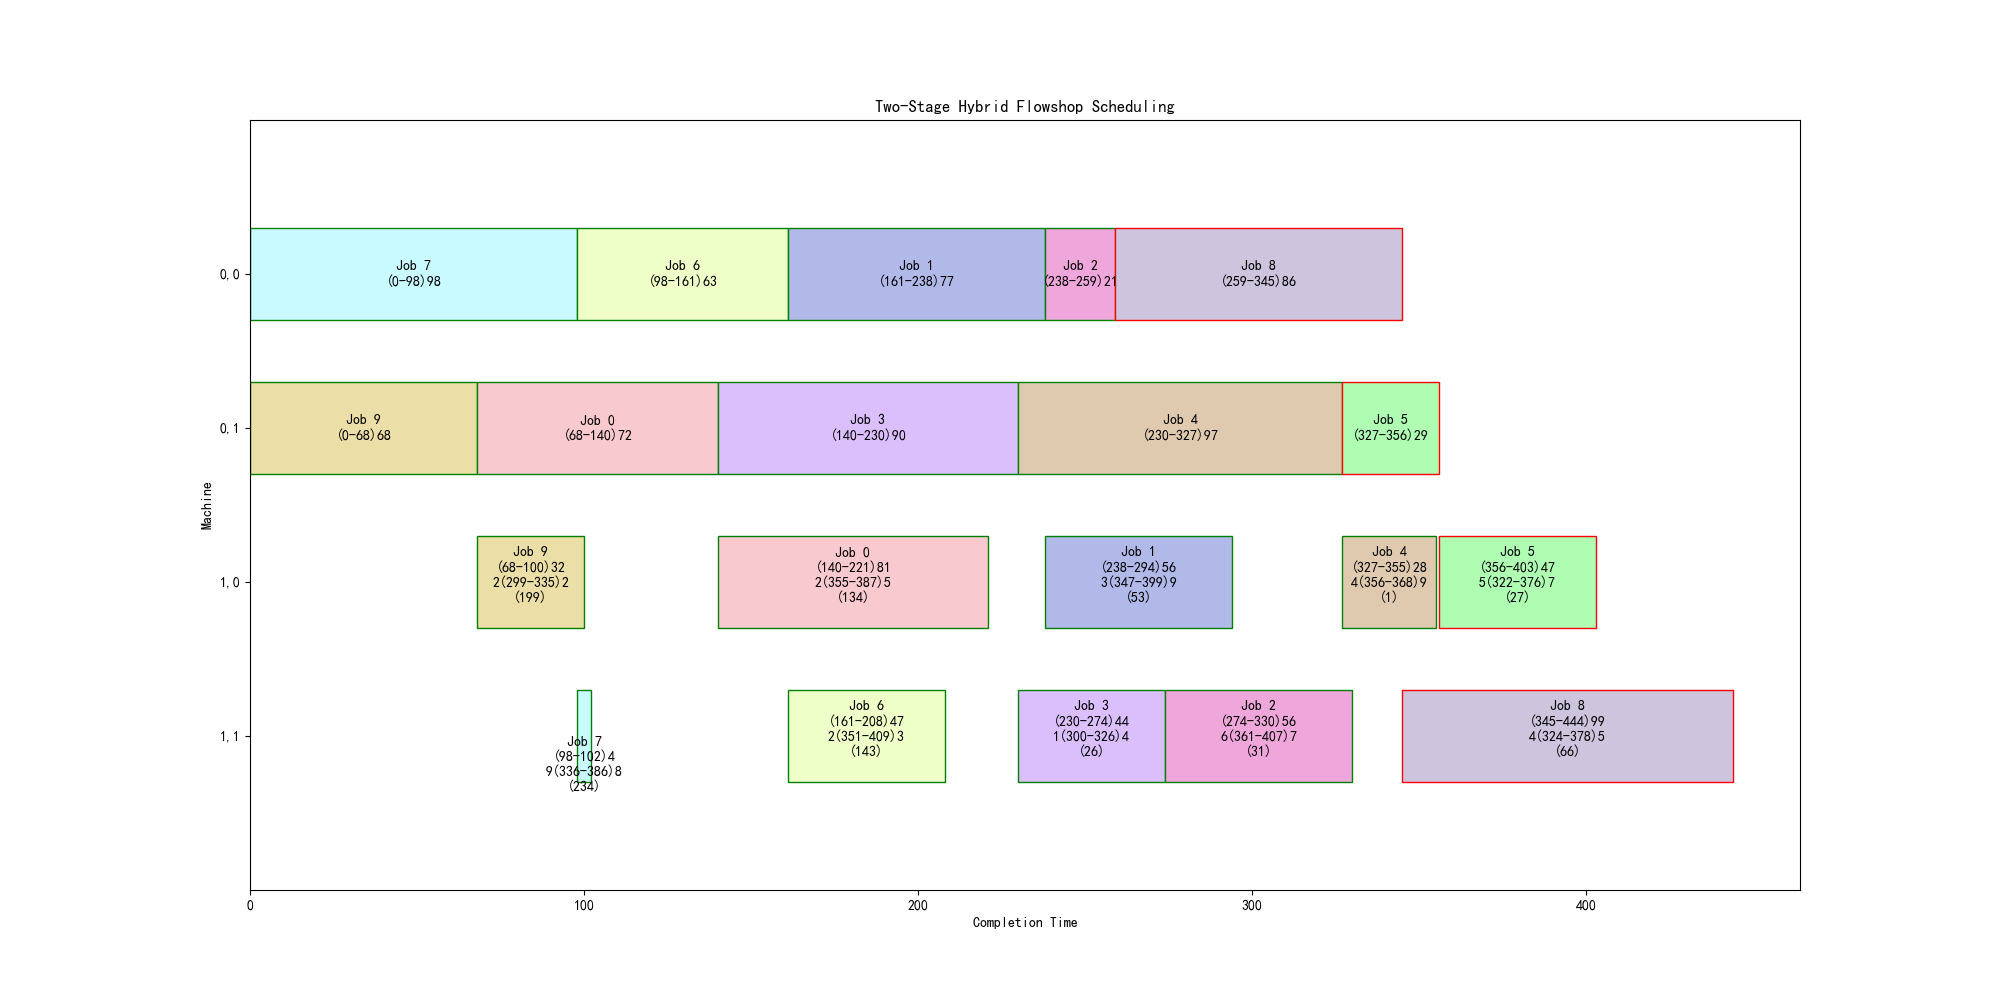 Two-Stage Hybrid Flowshop Scheduling
0,0
Job 7
(0-98)98
Job 6
(98-161)63
Job 1
(161-238)77
Job 2
(238-259)21
Job 8
(259-345)86
0,1
Job 9
(0-68)68
Job 0
(68-140)72
Job 3
(140-230)90
Job 4
(230-327)97
Job 5
(327-356)29
Machine
1,0
Job 9
(68-100)32
2(299-335)2
(199)
Job 0
(140-221)81
2(355-387)5
(134)
Job 1
(238-294)56
3(347-399)9
(53)
Job 4
(327-355)28
4(356-368)9
(1)
Job 5
(356-403)47
5(322-376)7
(27)
1,1
Job 7
(98-102)4
9(336-386)8
(234)
Job 6
(161-208)47
2(351-409)3
(143)
Job 3
(230-274)44
1(300-326)4
(26)
Job 2
(274-330)56
6(361-407)7
(31)
Job 8
(345-444)99
4(324-378)5
(66)
0 100 200 300 400
Completion Time